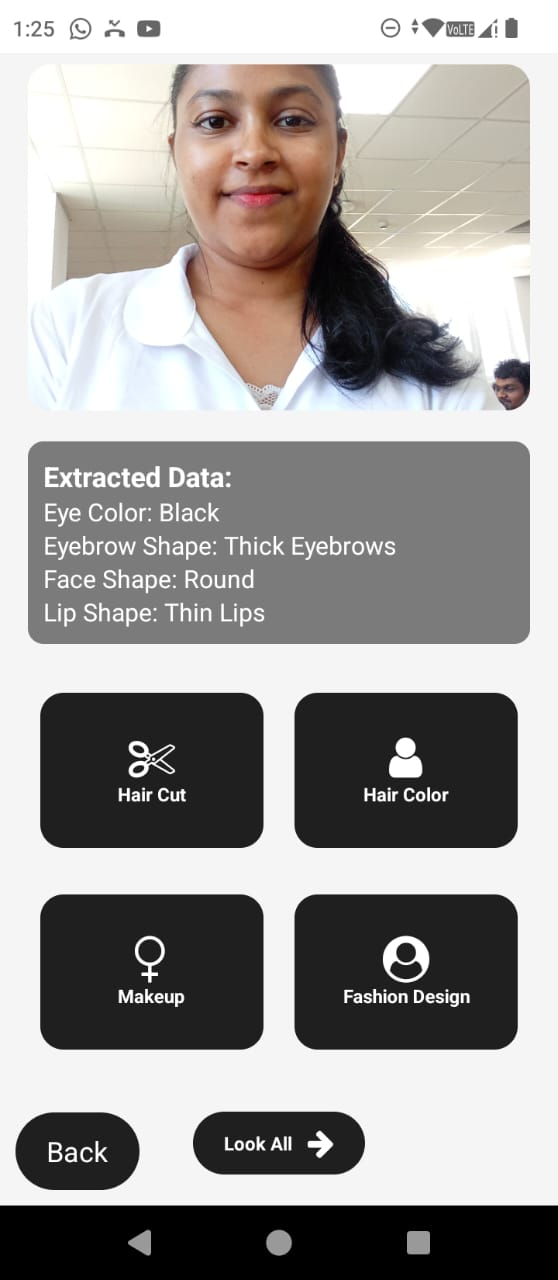 1:25
VoLTE
Extracted Data:
Eye Color: Black
Eyebrow Shape: Thick Eyebrows
Face Shape: Round
Lip Shape: Thin Lips
Hair Cut
Hair Color
Makeup
Fashion Design
Back
Look All